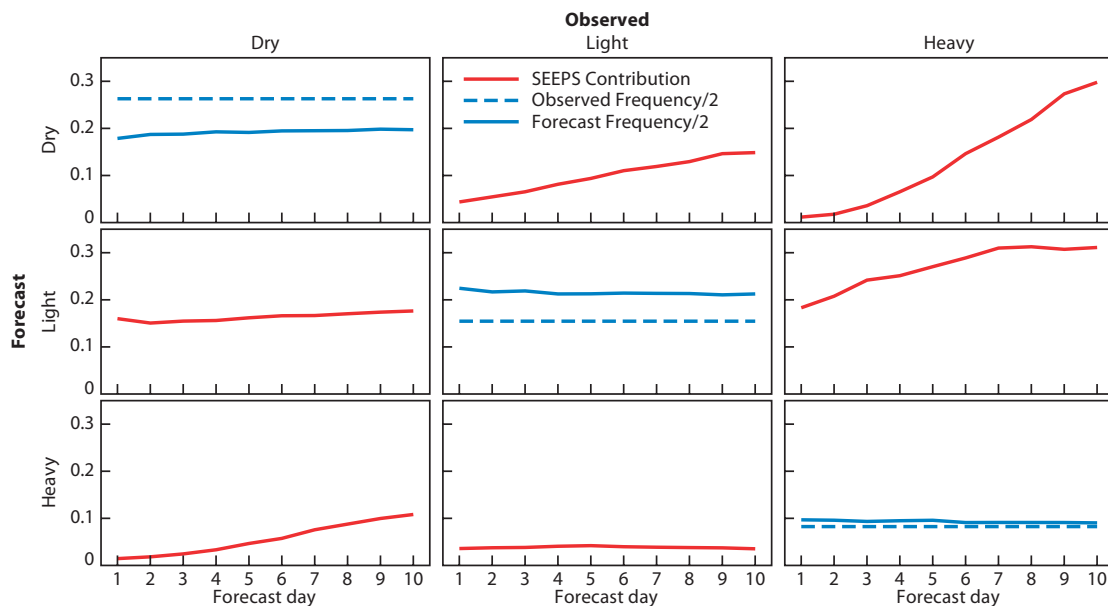 Observed
Dry Light Heavy
SEEPS Contribution
Observed Frequency/2
Forecast Frequency/2
Forecast
Dry
0.3
0.2
0.1
0
Light
0.3
0.2
0.1
0
Heavy
0.3
0.2
0.1
0
1 2 3 4 5 6 7 8 9 10 1 2 3 4 5 6 7 8 9 10 1 2 3 4 5 6 7 8 9 10
Forecast day Forecast day Forecast day